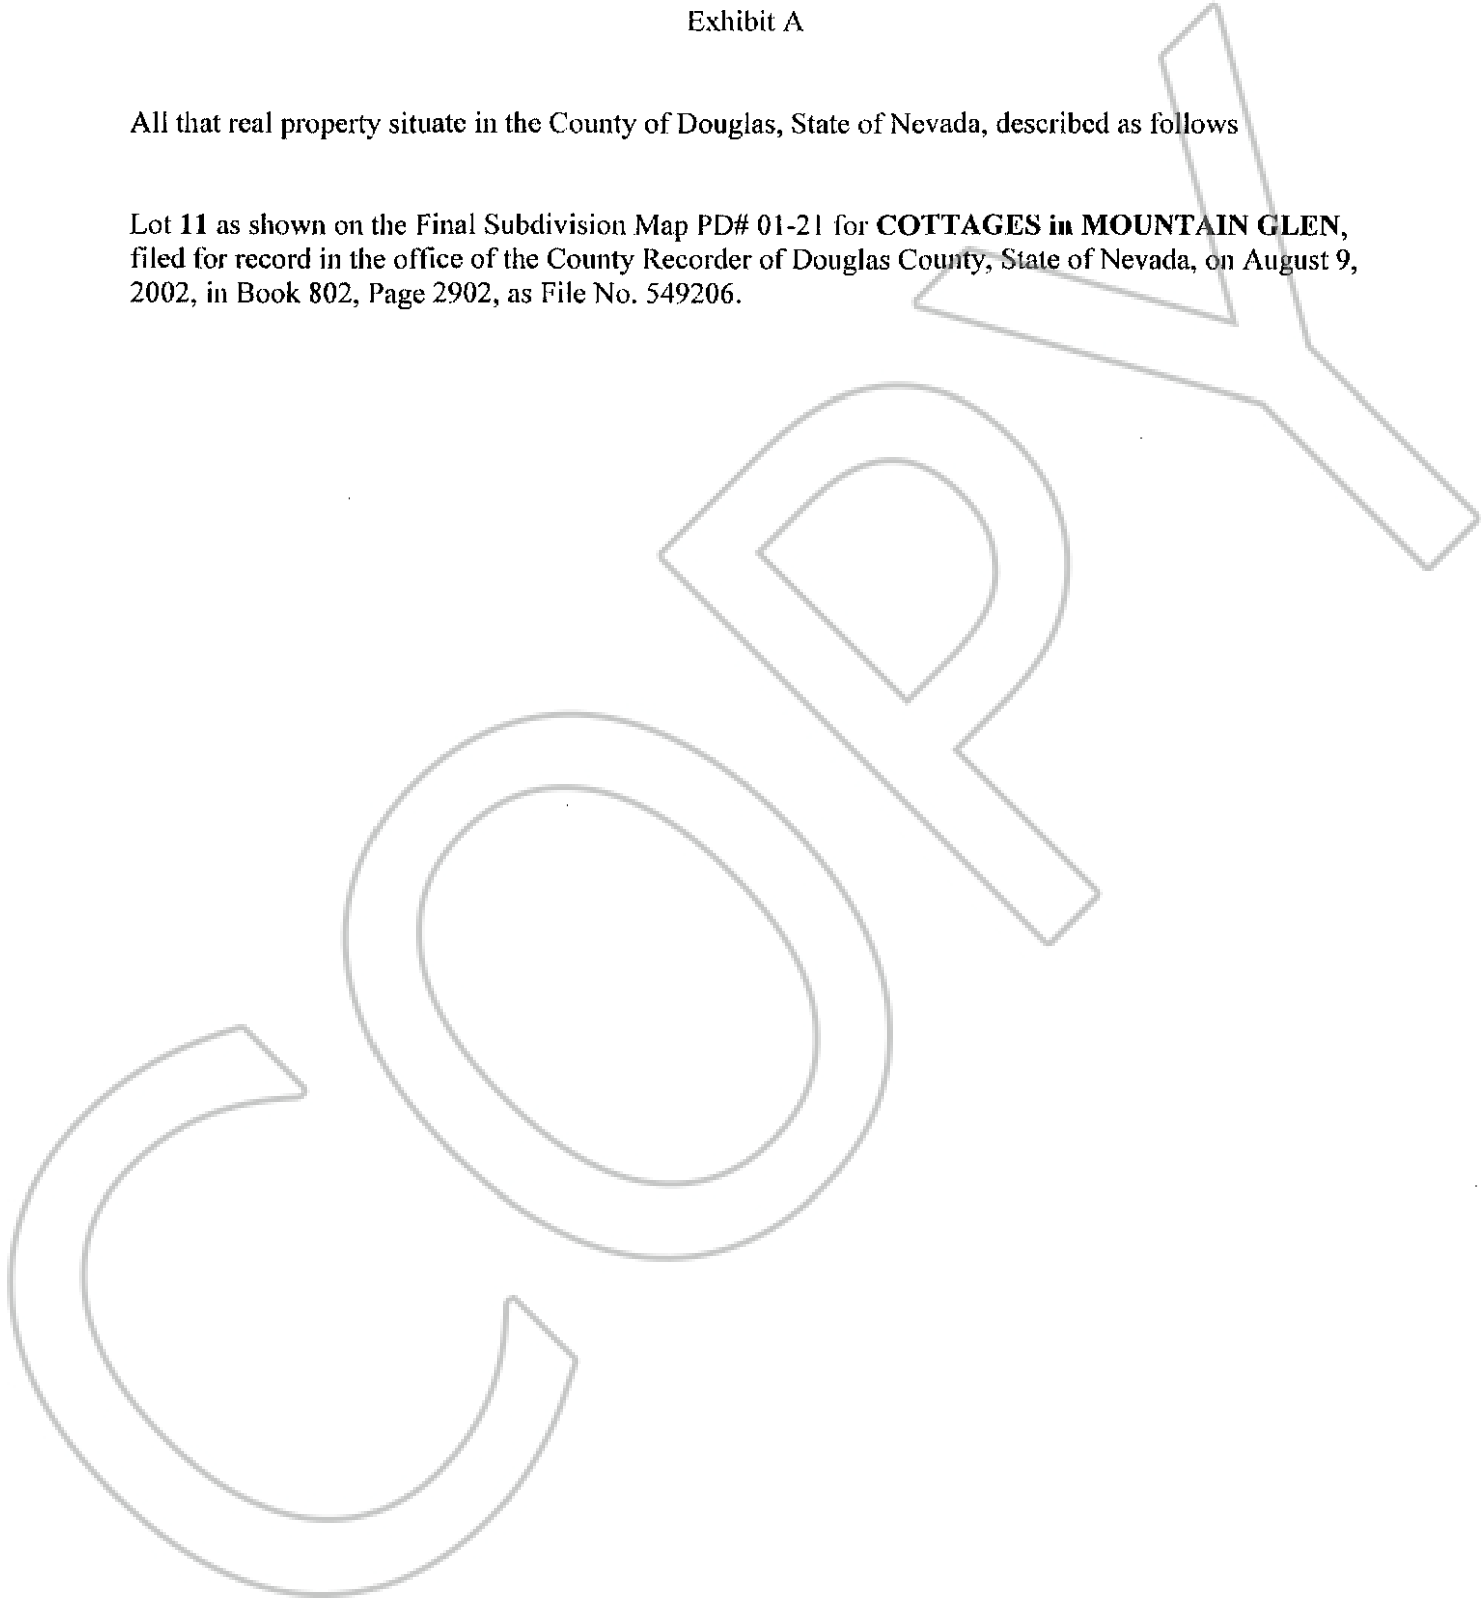 Exhibit A
All that real property situate in the County of Douglas, State of Nevada, described as follows
Lot 11 as shown on the Final Subdivision Map PD# 01-21 for COTTAGES in MOUNTAIN GLEN,
filed for record in the office of the County Recorder of Douglas County, State of Nevada, on August 9,
2002, in Book 802, Page 2902, as File No. 549206.
COPY